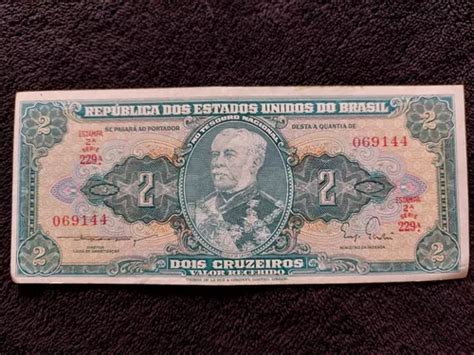 REPÚBLICA DOS ESTADOS UNIDOS DO BRASIL
ESTAMPA
2ª
SÉRIE
229ª
SE PAGARÁ AO PORTADOR
NO TESOURO NACIONAL
DESTA A QUANTIA DE
069144
2
2
2
2
069144
ESTAMPA
2ª
SÉRIE
229ª
2
2
DOIS CRUZEIROS
VALOR RECEBIDO